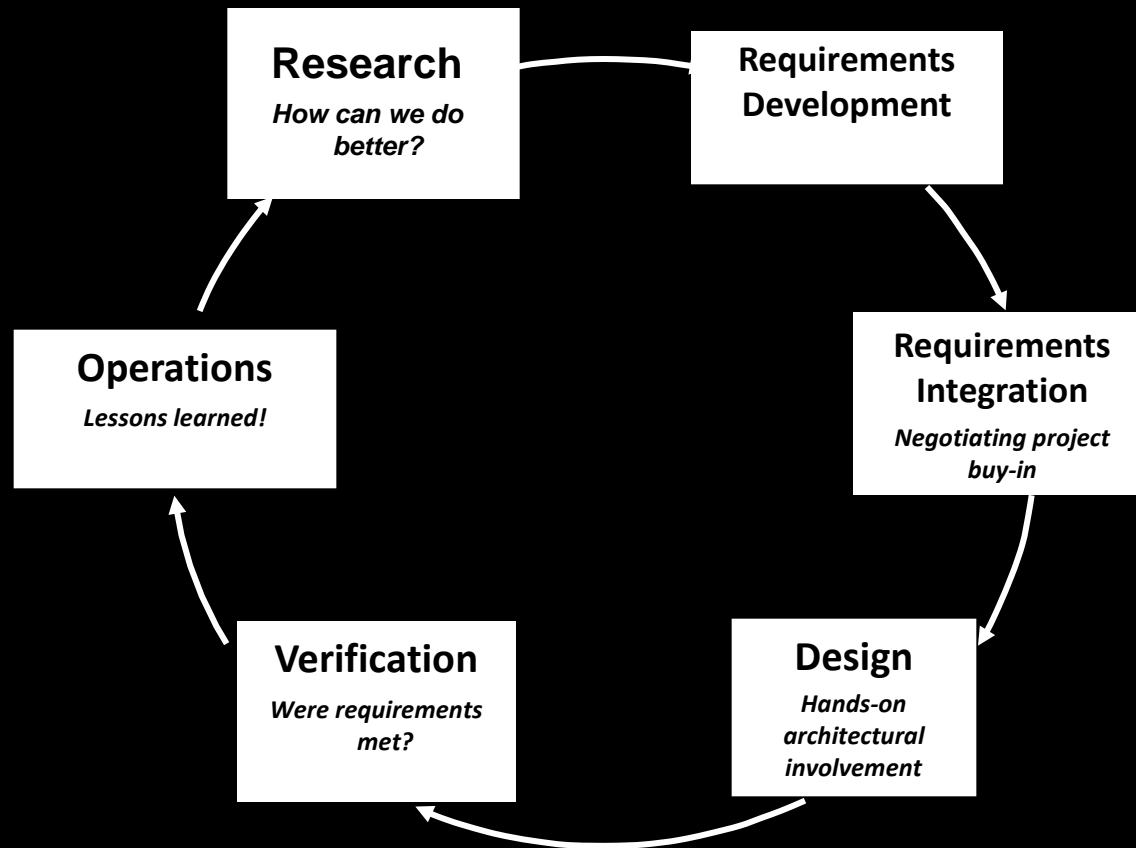 Research
How can we do
better?
Requirements
Development
Requirements
Integration
Negotiating project
buy-in
Design
Hands-on
architectural
involvement
Verification
Were requirements
met?
Operations
Lessons learned!